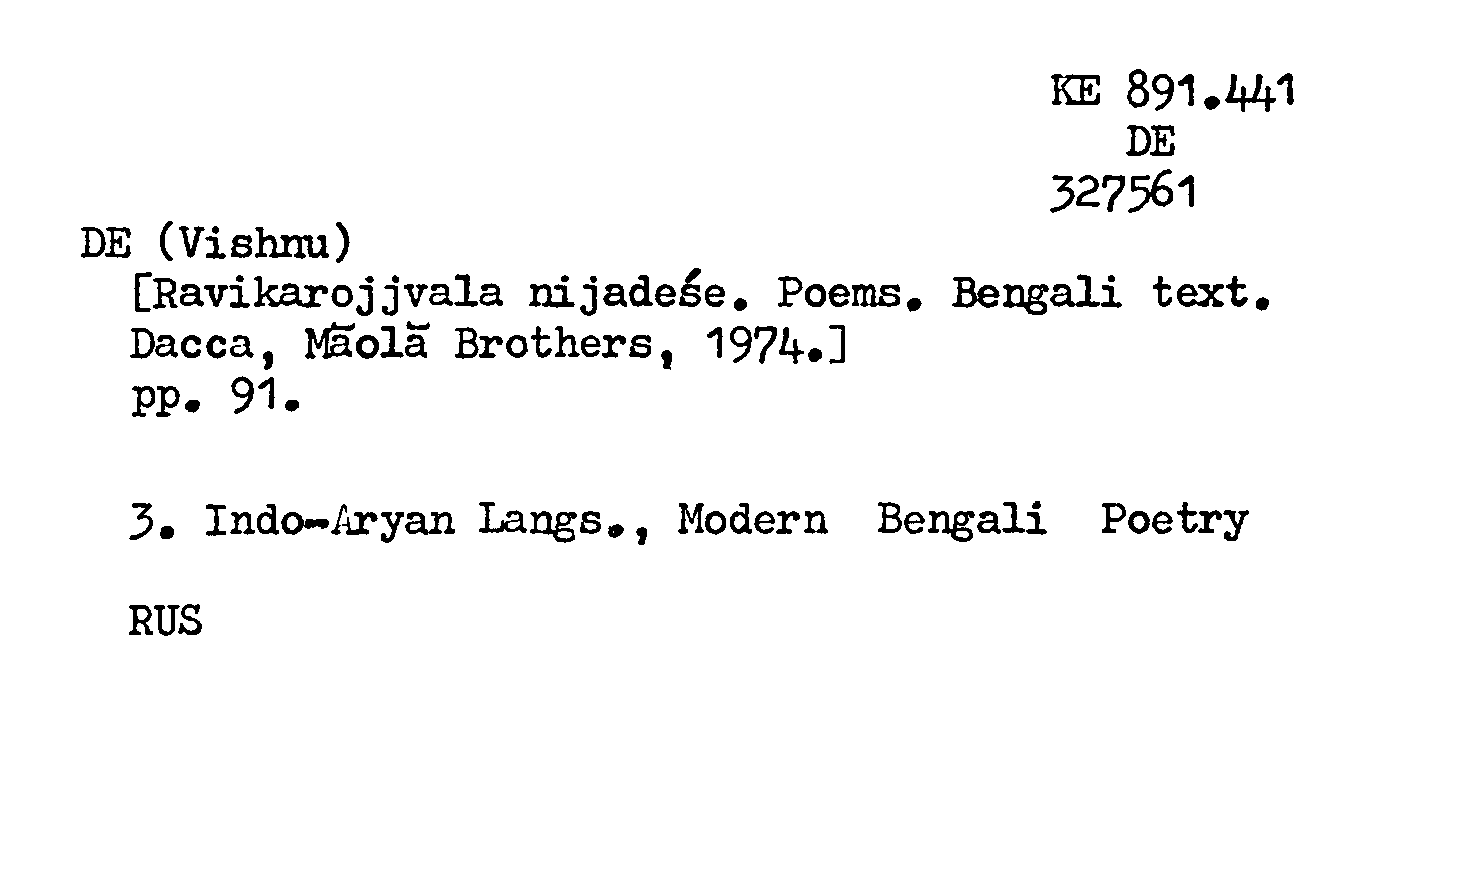 KE 891.441
DE
327561
DE (Vishnu)
[Ravikarojjvala nijadeśe. Poems. Bengali text.
Dacca, Māolā Brothers, 1974.]
pp. 91.
3. Indo-Aryan Langs., Modern Bengali Poetry
RUS